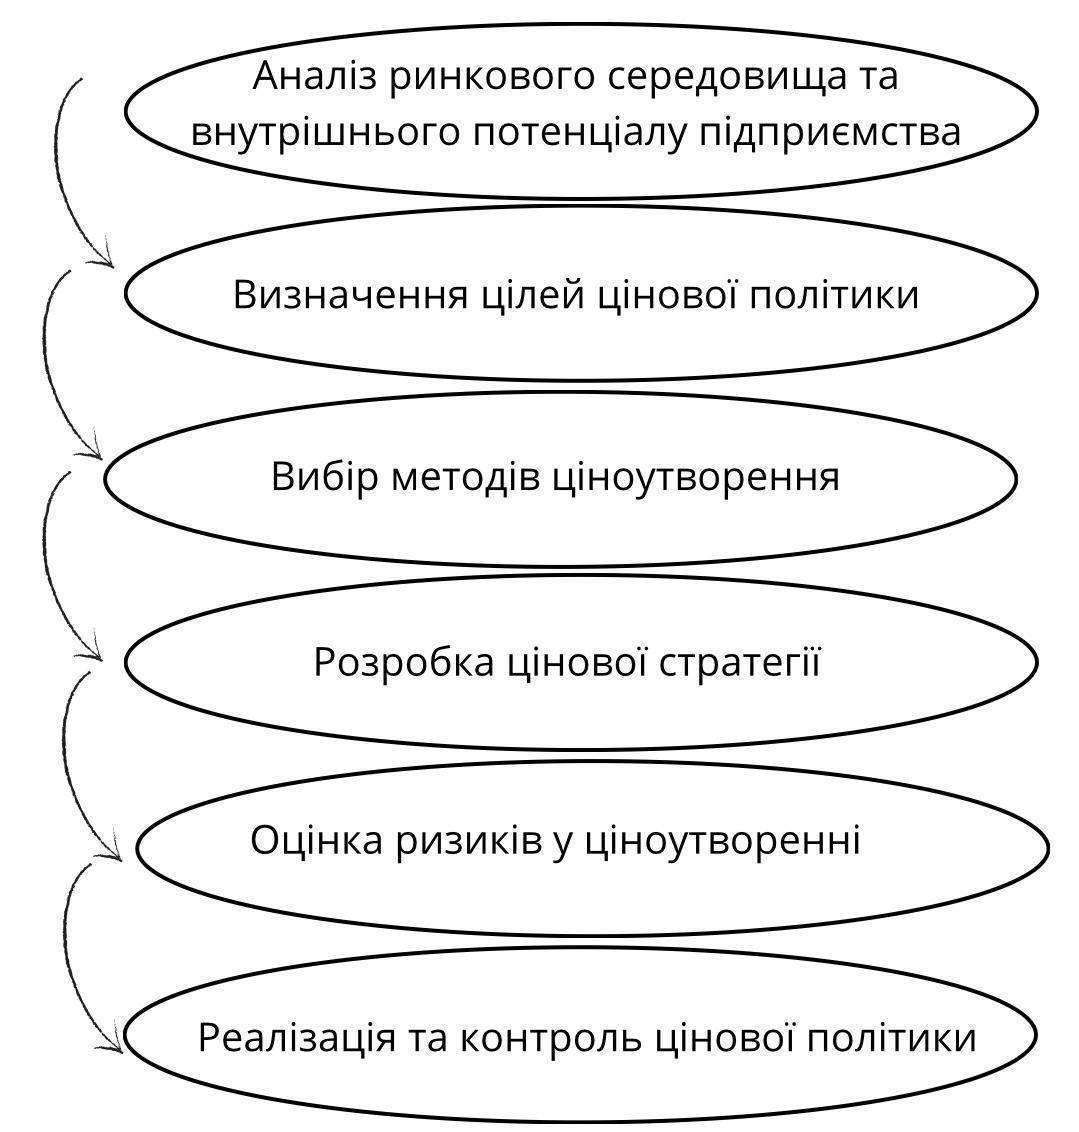 Аналіз ринкового середовища та
внутрішнього потенціалу підприємства
Визначення цілей цінової політики
Вибір методів ціноутворення
Розробка цінової стратегії
Оцінка ризиків у ціноутворенні
Реалізація та контроль цінової політики